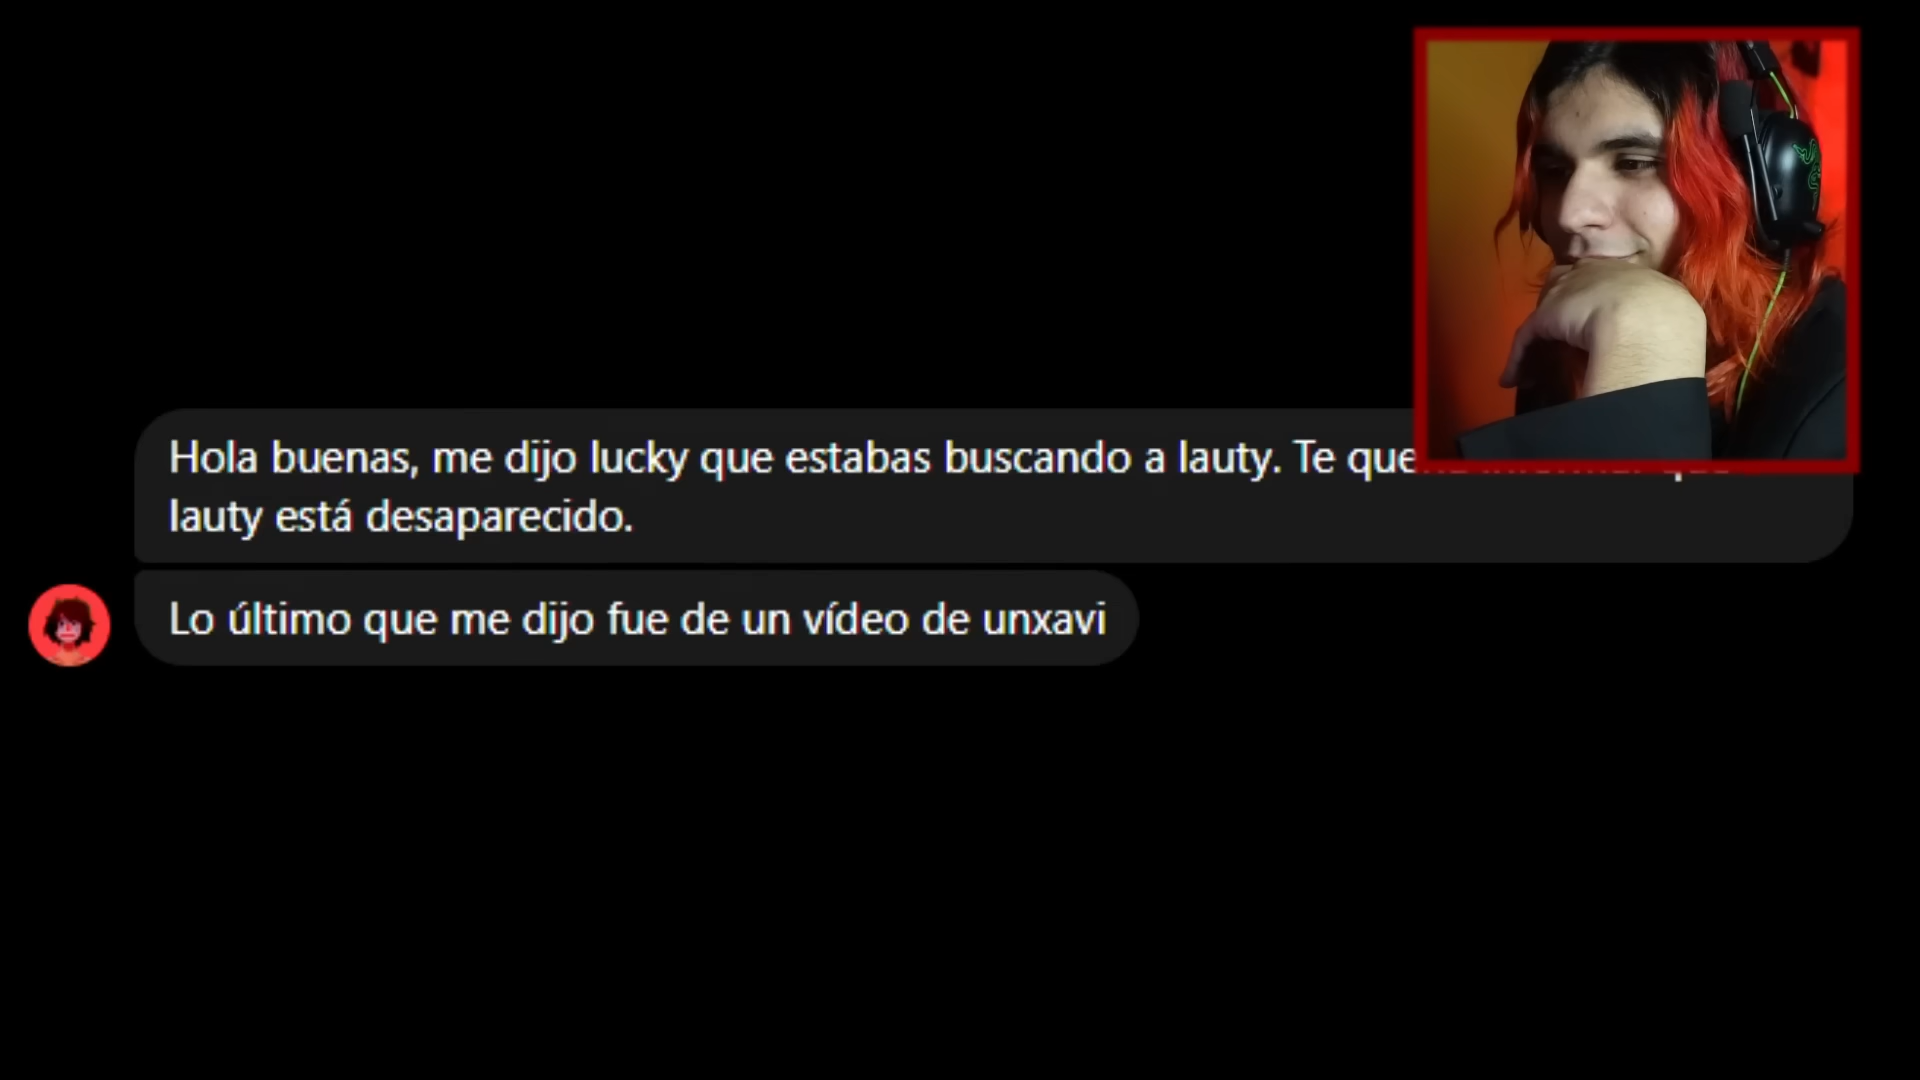 Hola buenas, me dijo lucky que estabas buscando a lauty. Te
lauty está desaparecido.
Lo último que me dijo fue de un vídeo de unxavi